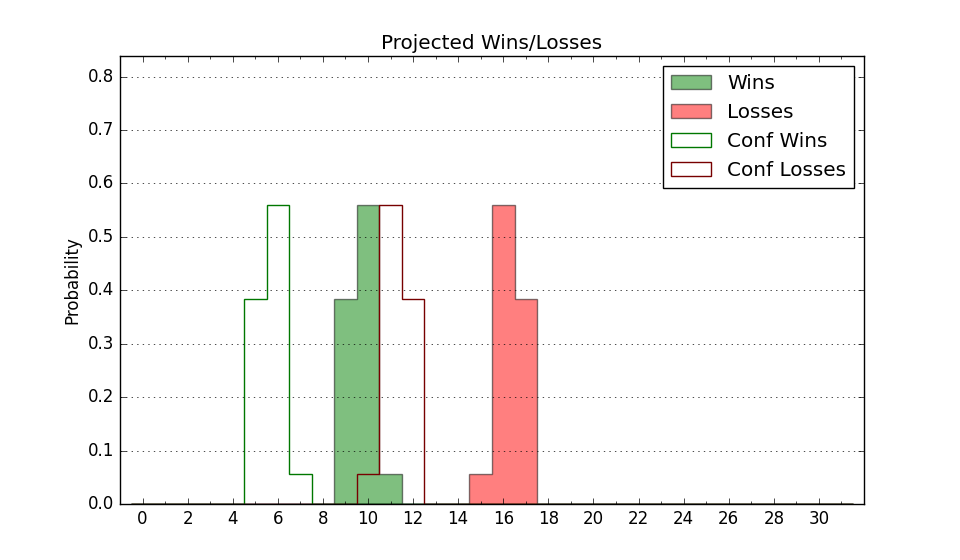 Projected Wins/Losses
Wins
Losses
Conf Wins
Conf Losses
Probability
0.8
0.7
0.6
0.5
0.4
0.3
0.2
0.1
0.0
0 2 4 6 8 10 12 14 16 18 20 22 24 26 28 30